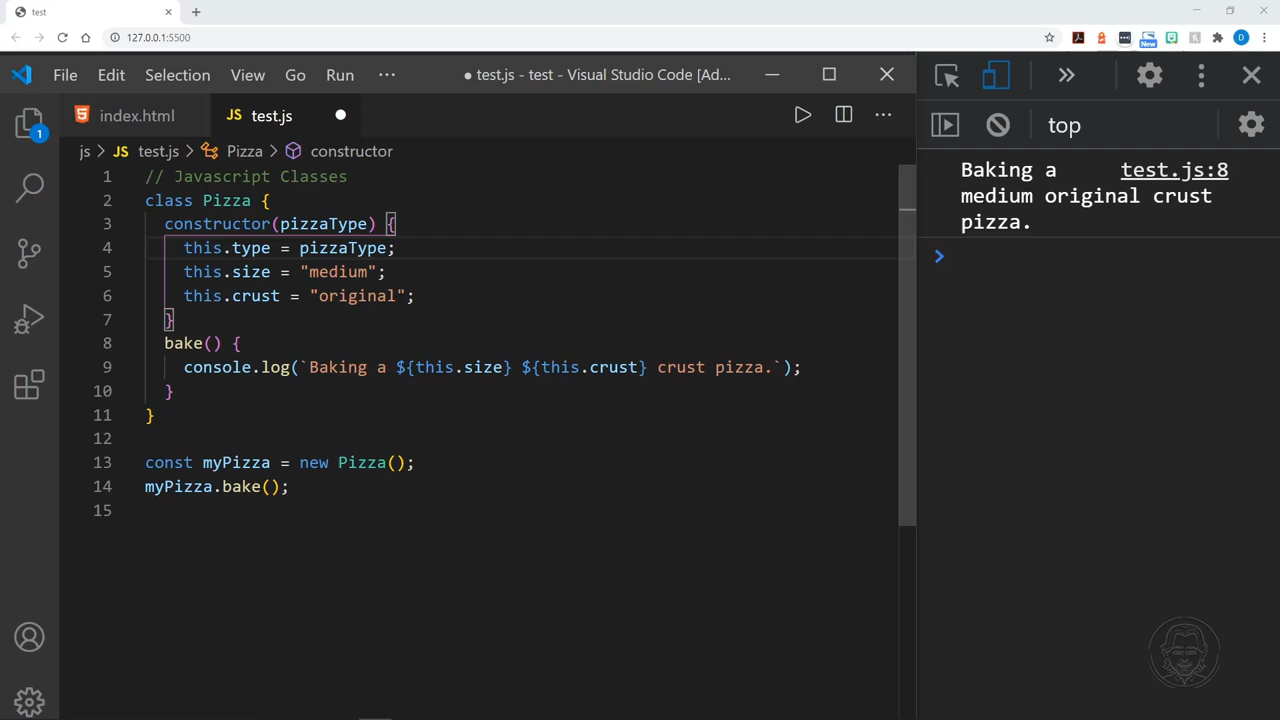 test
127.0.0.1:5500
New
D
File Edit Selection View Go Run ···
● test.js - test - Visual Studio Code [Ad...
index.html
JS test.js
js > JS test.js > Pizza > constructor
1
1 // Javascript Classes
2 class Pizza {
3 constructor(pizzaType) {
4 this.type = pizzaType;
5 this.size = "medium";
6 this.crust = "original";
7 }
8 bake() {
9 console.log(`Baking a ${this.size} ${this.crust} crust pizza.`);
10 }
11 }
12
13 const myPizza = new Pizza();
14 myPizza.bake();
15
top
Baking a test.js:8
medium original crust
pizza.